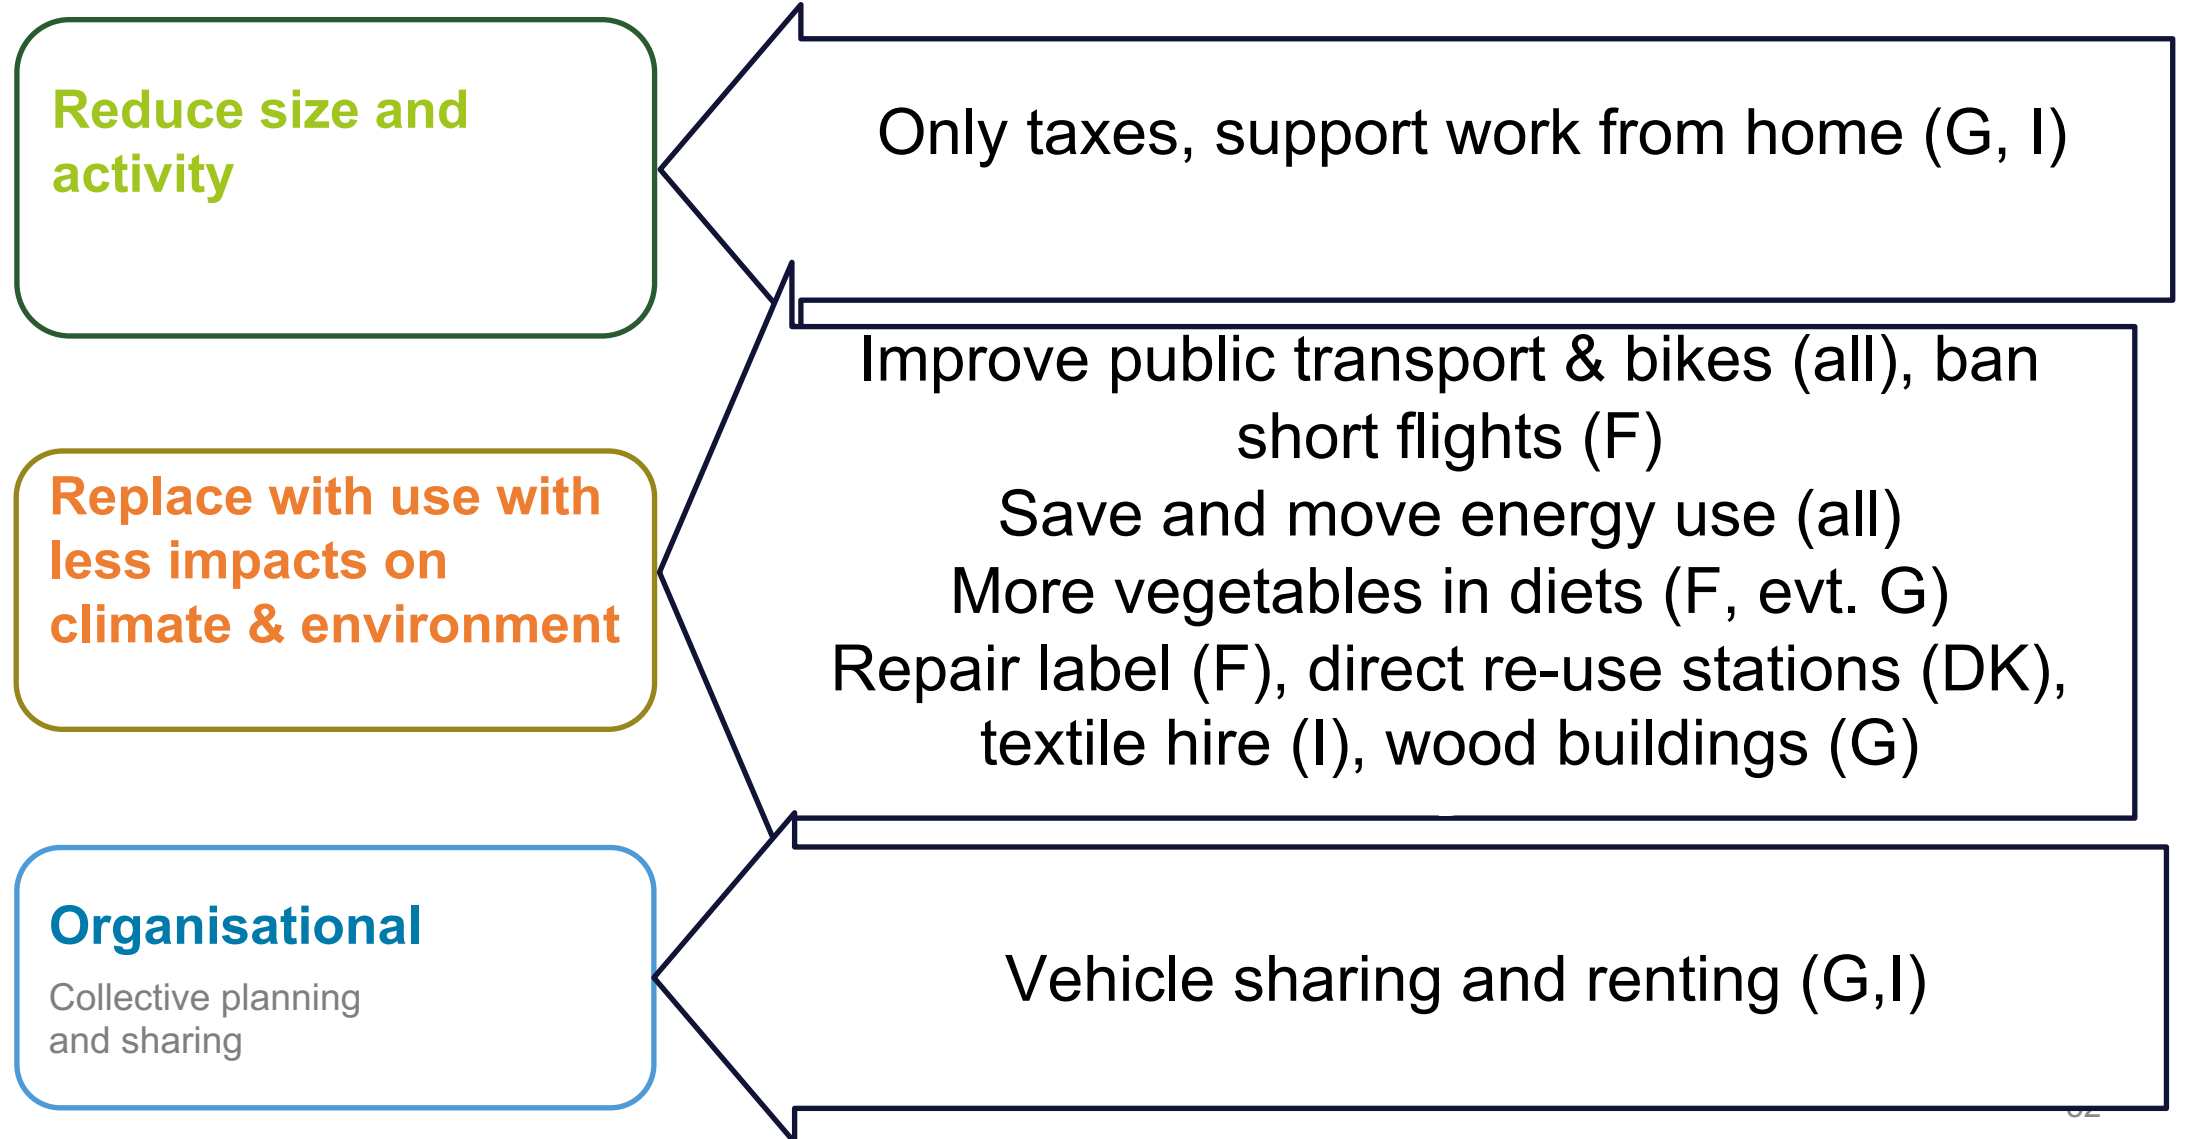 Reduce size and
activity
Only taxes, support work from home (G, I)
Replace with use with
less impacts on
climate & environment
Improve public transport & bikes (all), ban
short flights (F)
Save and move energy use (all)
More vegetables in diets (F, evt. G)
Repair label (F), direct re-use stations (DK),
textile hire (I), wood buildings (G)
Organisational
Collective planning
and sharing
Vehicle sharing and renting (G,I)